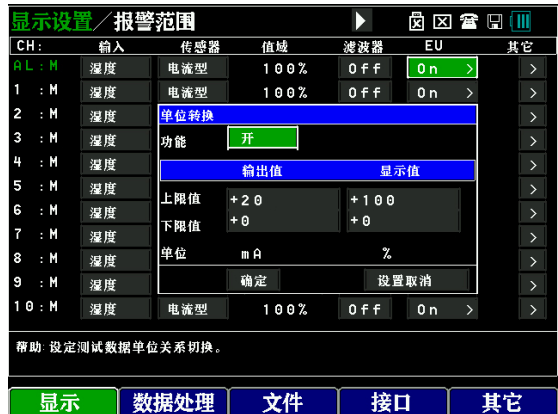 显示设置／报警范围
CH: 输入 传感器 值域 滤波器 EU 其它
AL:M 湿度 电流型 100% Off On >
1 :M 湿度 电流型 100% Off On >
2 :M 湿度 >
3 :M 湿度 >
4 :M 湿度 >
5 :M 湿度 >
6 :M 湿度 >
7 :M 湿度 >
8 :M 湿度 >
9 :M 湿度 >
10:M 湿度 电流型 100% Off On >
单位转换
功能 开
输出值 显示值
上限值 +20 +100
下限值 +0 +0
单位 mA %
确定 设置取消
帮助:设定测试数据单位关系切换。
显示 数据处理 文件 接口 其它